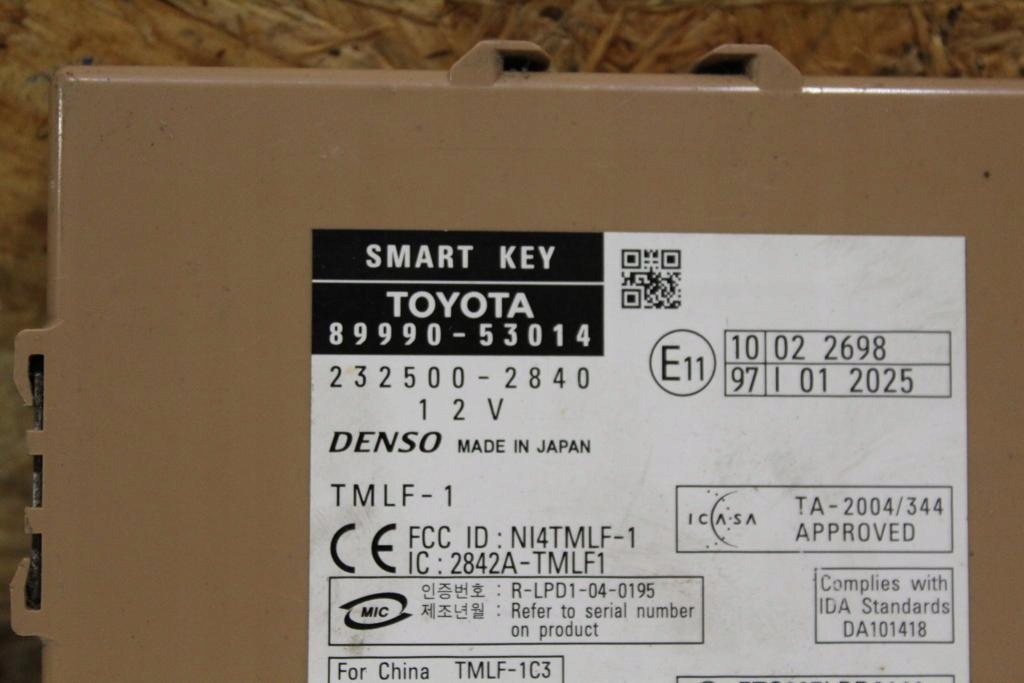 SMART KEY
TOYOTA
89990-53014
232500-2840
12V
DENSO MADE IN JAPAN
E11
10 02 2698
97 I 01 2025
TMLF-1
CE FCC ID : NI4TMLF-1
IC : 2842A-TMLF1
ICASA TA-2004/344
APPROVED
MIC 인증번호 : R-LPD1-04-0195
제조년월 : Refer to serial number
on product
Complies with
IDA Standards
DA101418
For China TMLF-1C3